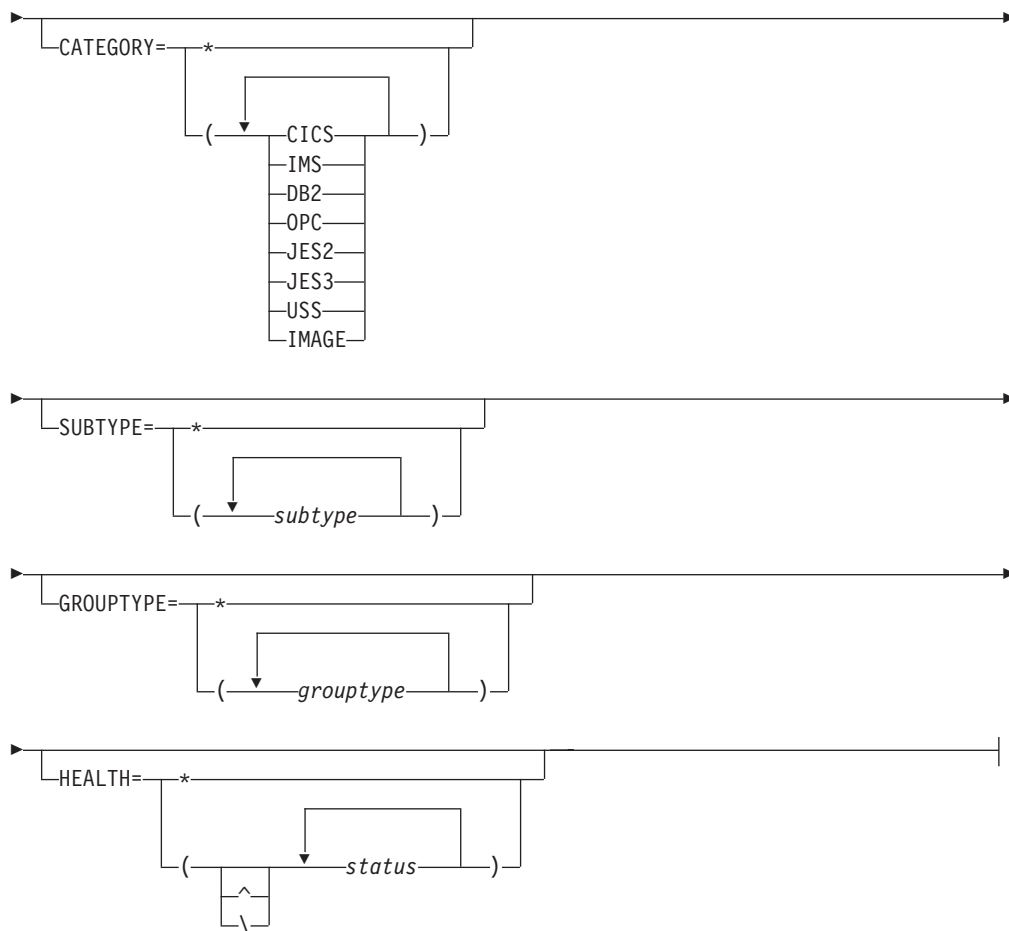 CATEGORY= *
( CICS )
IMS
DB2
OPC
JES2
JES3
USS
IMAGE
SUBTYPE= *
( subtype )
GROUPTYPE= *
( grouptype )
HEALTH= *
( status )
^
\